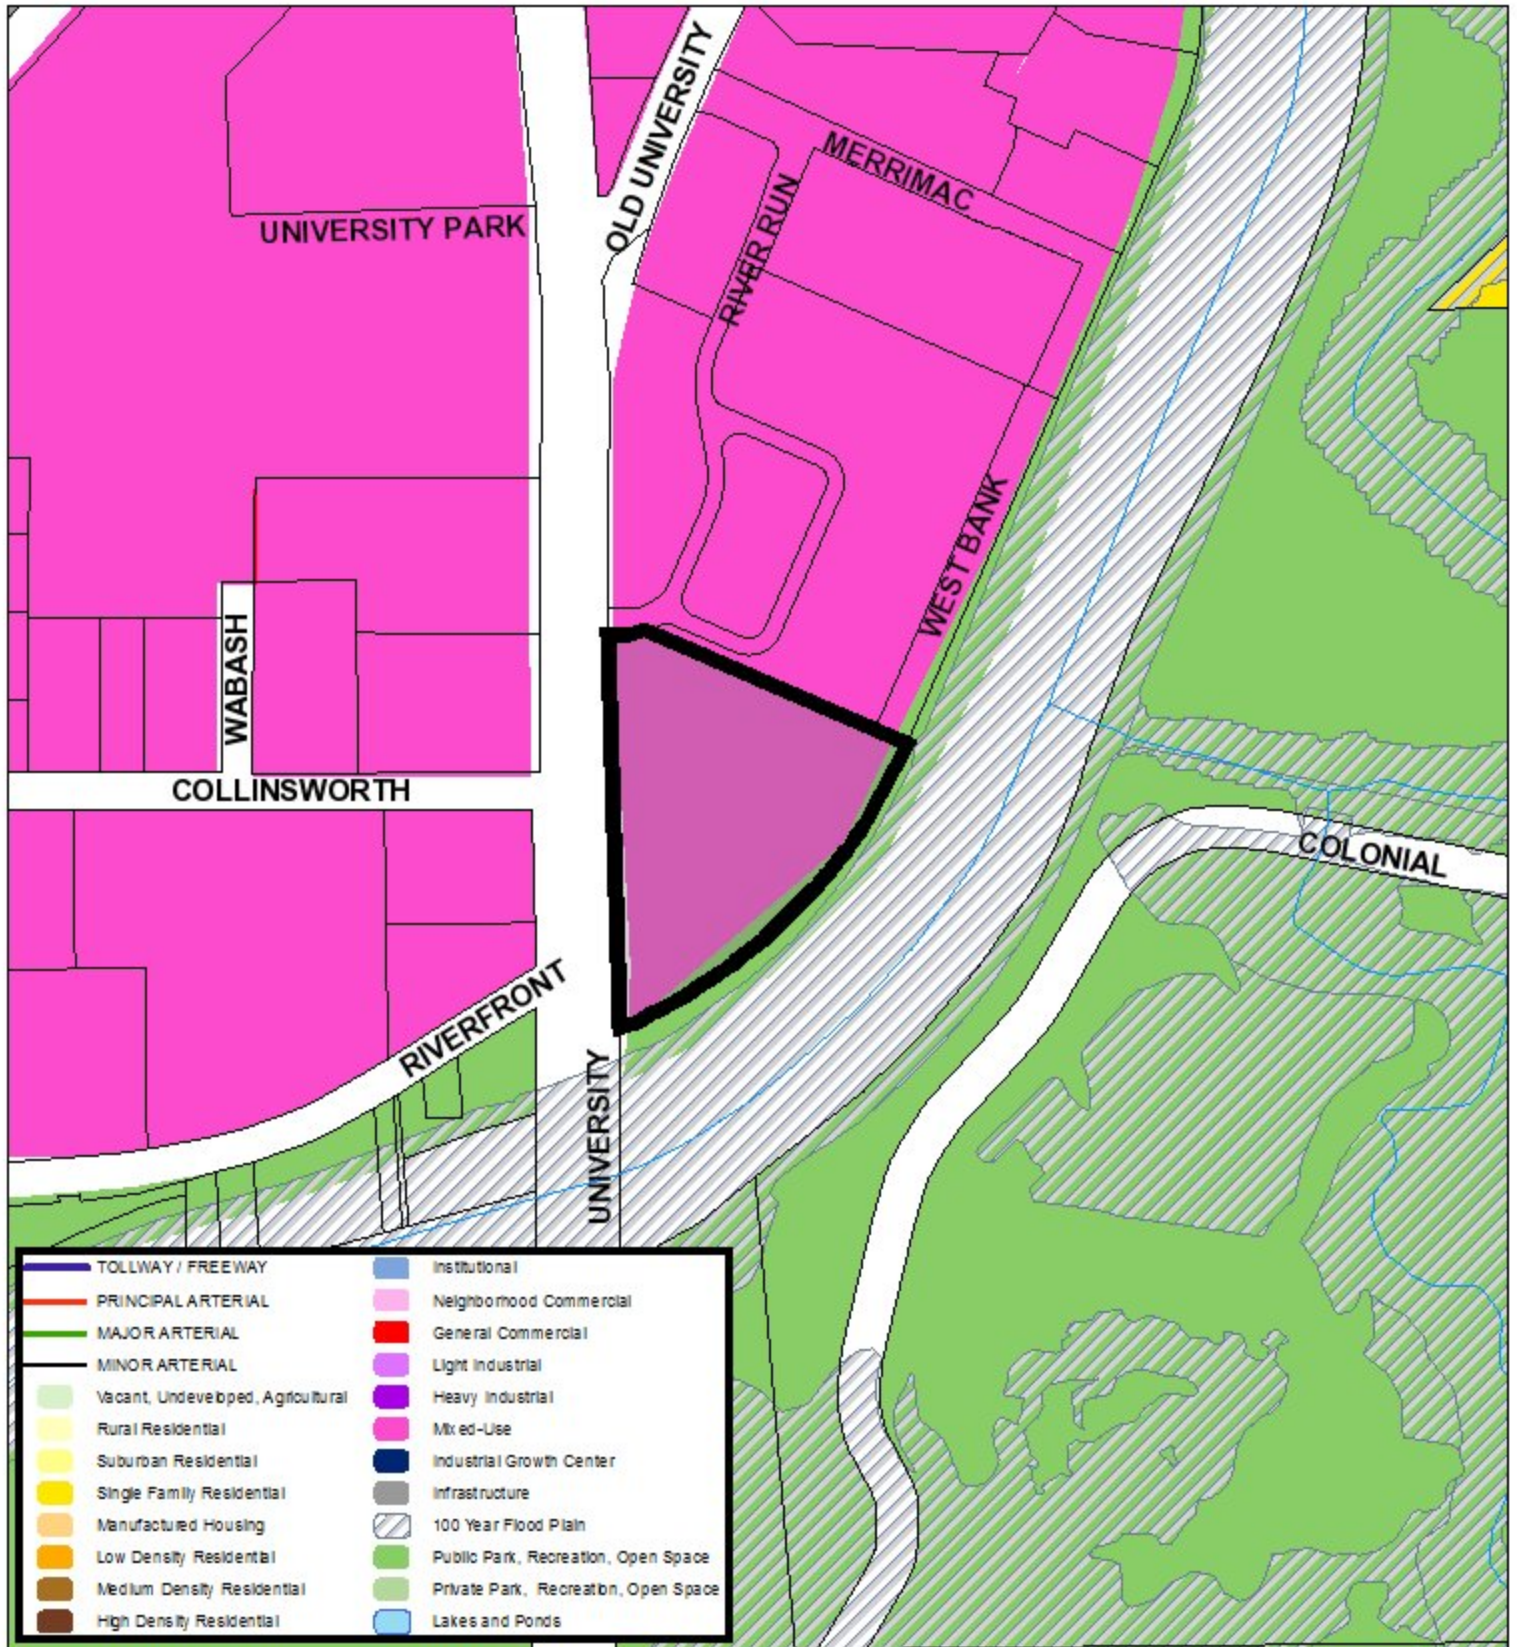 OLD UNIVERSITY
MERRIMAC
UNIVERSITY PARK
RIVER RUN
WEST BANK
WABASH
COLLINSWORTH
COLONIAL
RIVERFRONT
UNIVERSITY
TOLLWAY / FREEWAY
PRINCIPAL ARTERIAL
MAJOR ARTERIAL
MINOR ARTERIAL
Vacant, Undeveloped, Agricultural
Rural Residential
Suburban Residential
Single Family Residential
Manufactured Housing
Low Density Residential
Medium Density Residential
High Density Residential
Institutional
Neighborhood Commercial
General Commercial
Light Industrial
Heavy Industrial
Mixed-Use
Industrial Growth Center
Infrastructure
100 Year Flood Plain
Public Park, Recreation, Open Space
Private Park, Recreation, Open Space
Lakes and Ponds